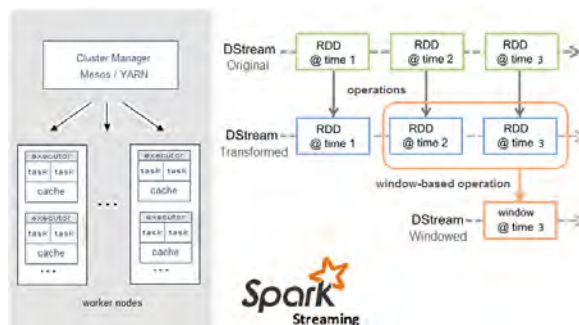 Cluster Manager
Mesos / YARN
executor
task task
cache
executor
task task
cache
...
...
executor
task task
cache
executor
task task
cache
...
worker nodes
DStream
Original
RDD
@ time 1
RDD
@ time 2
RDD
@ time 3
operations
DStream
Transformed
RDD
@ time 1
RDD
@ time 2
RDD
@ time 3
window-based operation
DStream
Windowed
window
@ time 3
Spark
Streaming